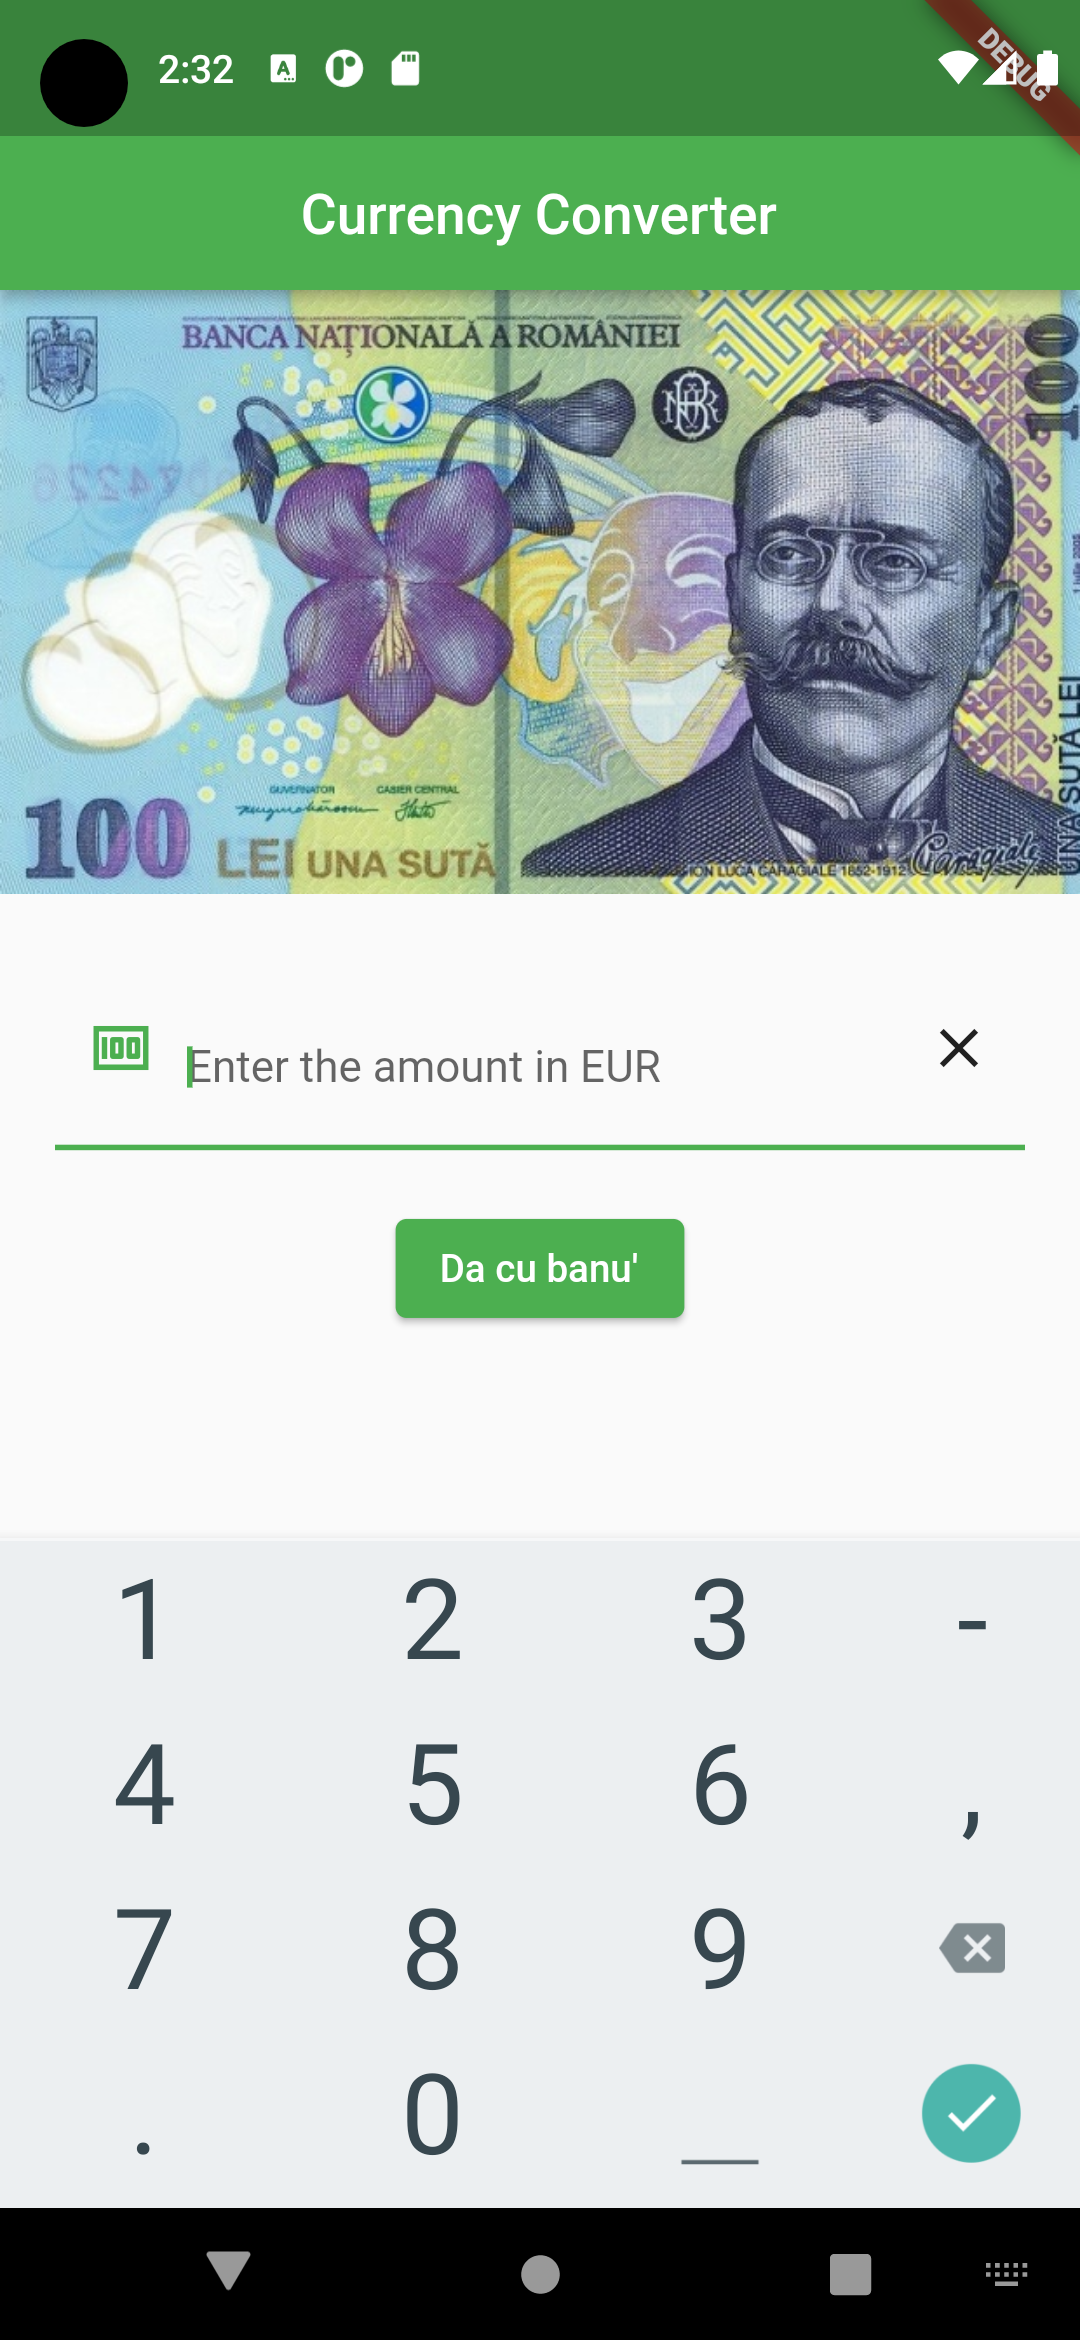 2:32
DEBUG
Currency Converter
BANCA NAȚIONALĂ A ROMÂNIEI
100
GUVERNATOR CASIER CENTRAL
100 LEI UNA SUTĂ
ION LUCA CARAGIALE 1852-1912
Caragiale
UNA SUTĂ LEI
100 Enter the amount in EUR
Da cu banu'
1 2 3 -
4 5 6 ,
7 8 9
. 0